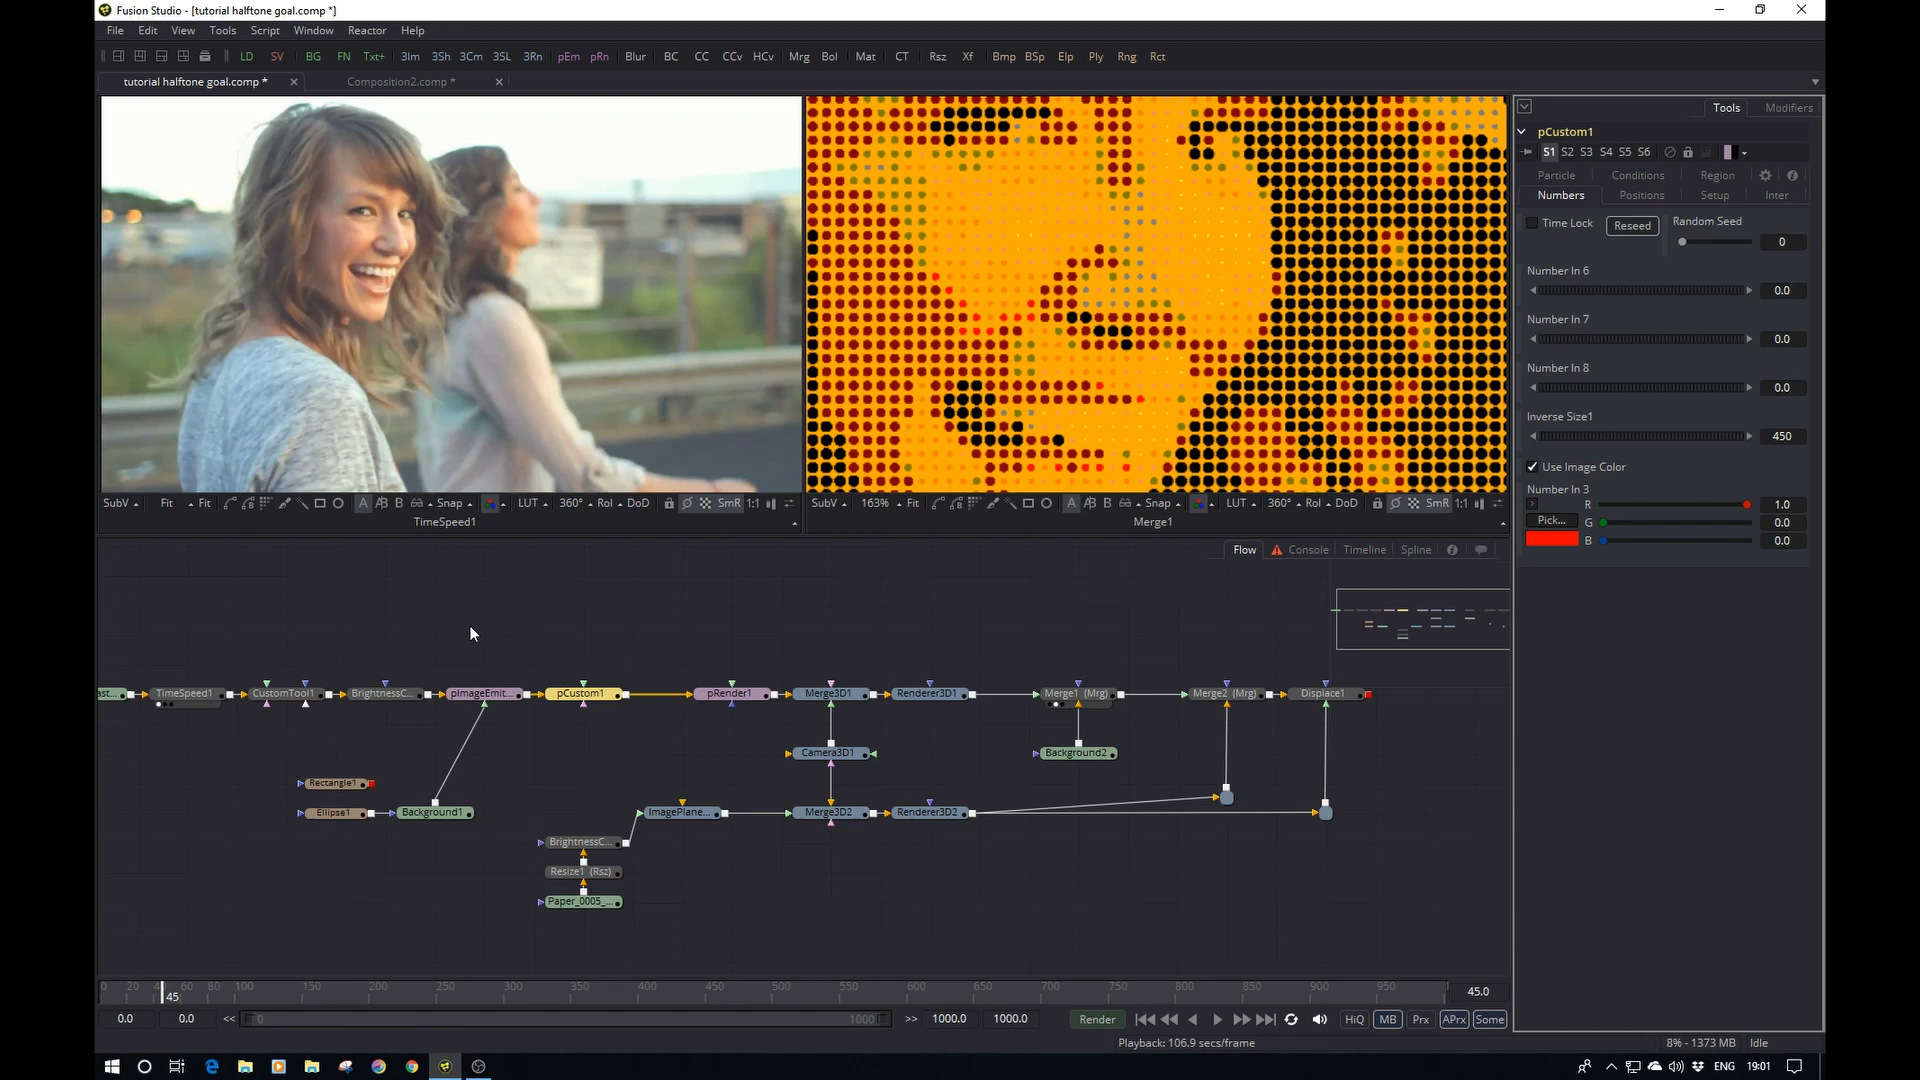 Fusion Studio - [tutorial halftone goal.comp *]
File Edit View Tools Script Window Reactor Help
LD SV BG FN Txt+ 3Im 3Sh 3Cm 3SL 3Rn pEm pRn Blur BC CC CCv HCv Mrg Bol Mat CT Rsz Xf Bmp BSp Elp Ply Rng Rct
tutorial halftone goal.comp * Composition2.comp *
Tools Modifiers
pCustom1
S1 S2 S3 S4 S5 S6
Particle Conditions Region
Numbers Positions Setup Inter
Time Lock Reseed Random Seed
0
Number In 6
0.0
Number In 7
0.0
Number In 8
0.0
Inverse Size1
450
Use Image Color
Number In 3
R 1.0
Pick... G 0.0
B 0.0
SubV Fit Fit A B Snap LUT 360° Rol DoD SmR 1:1
TimeSpeed1
SubV 163% Fit A B Snap LUT 360° Rol DoD SmR 1:1
Merge1
Flow Console Timeline Spline
ast... TimeSpeed1 CustomTool1 BrightnessC... pImageEmit... pCustom1 pRender1 Merge3D1 Renderer3D1 Merge1 (Mrg) Merge2 (Mrg) Displace1
Camera3D1 Background2
Rectangle1
Ellipse1 Background1 ImagePlane... Merge3D2 Renderer3D2
BrightnessC...
Resize1 (Rsz)
Paper_0005_...
0 20 4 60 80 100 150 200 250 300 350 400 450 500 550 600 650 700 750 800 850 900 950
45 45.0
0.0 0.0 << 0 1000 >> 1000.0 1000.0 Render HiQ MB Prx APrx Some
Playback: 106.9 secs/frame 8% - 1373 MB Idle
ENG 19:01